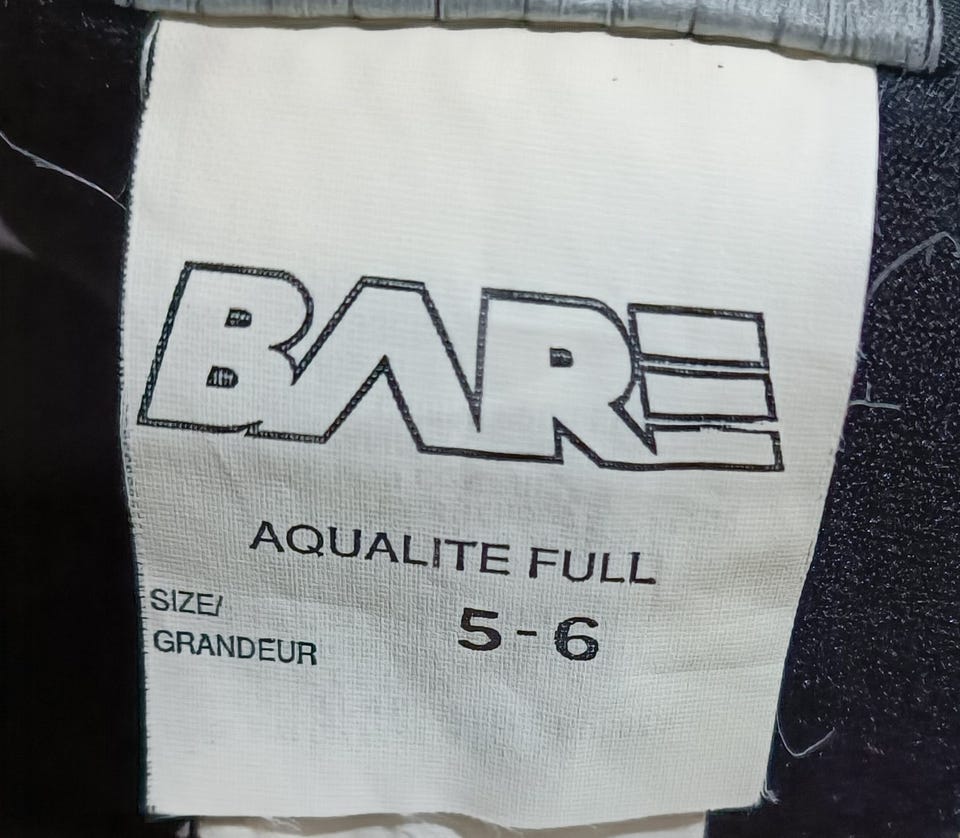 BARE
AQUALITE FULL
SIZE/
GRANDEUR
5-6